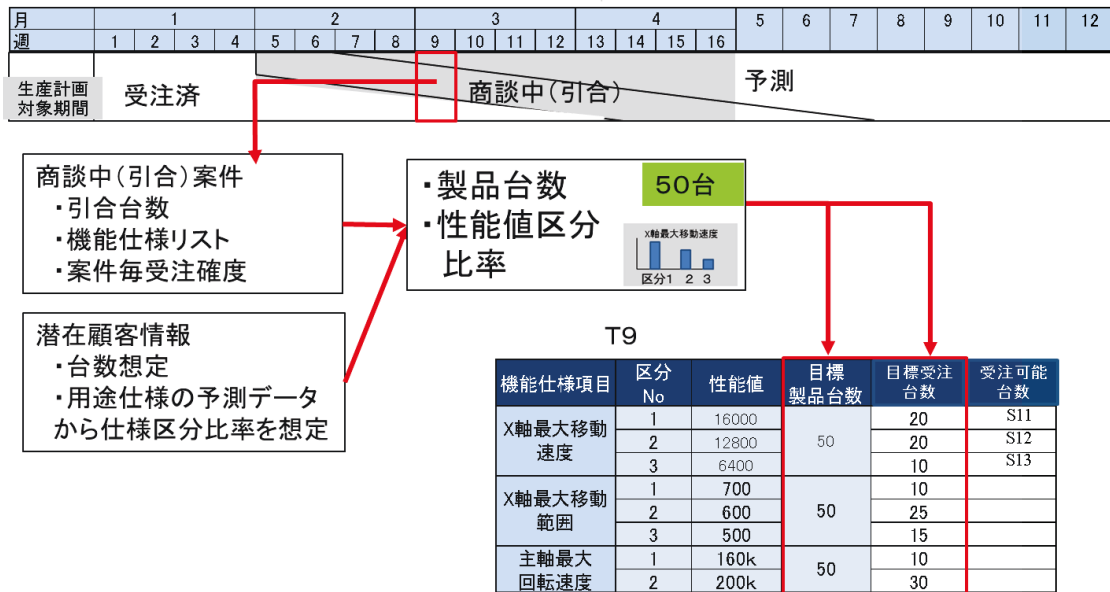 月 1 2 3 4 5 6 7 8 9 10 11 12
週 1 2 3 4 5 6 7 8 9 10 11 12 13 14 15 16
生産計画
対象期間
受注済
商談中(引合)
予測
商談中(引合)案件
・引合台数
・機能仕様リスト
・案件毎受注確度
潜在顧客情報
・台数想定
・用途仕様の予測データ
から仕様区分比率を想定
・製品台数
・性能値区分
比率
50台
X軸最大移動速度
区分1 2 3
T9
機能仕様項目 区分No 性能値 目標製品台数 目標受注台数 受注可能台数
X軸最大移動速度 1 16000 50 20 S11
2 12800 20 S12
3 6400 10 S13
X軸最大移動範囲 1 700 50 10
2 600 25
3 500 15
主軸最大回転速度 1 160k 50 10
2 200k 30